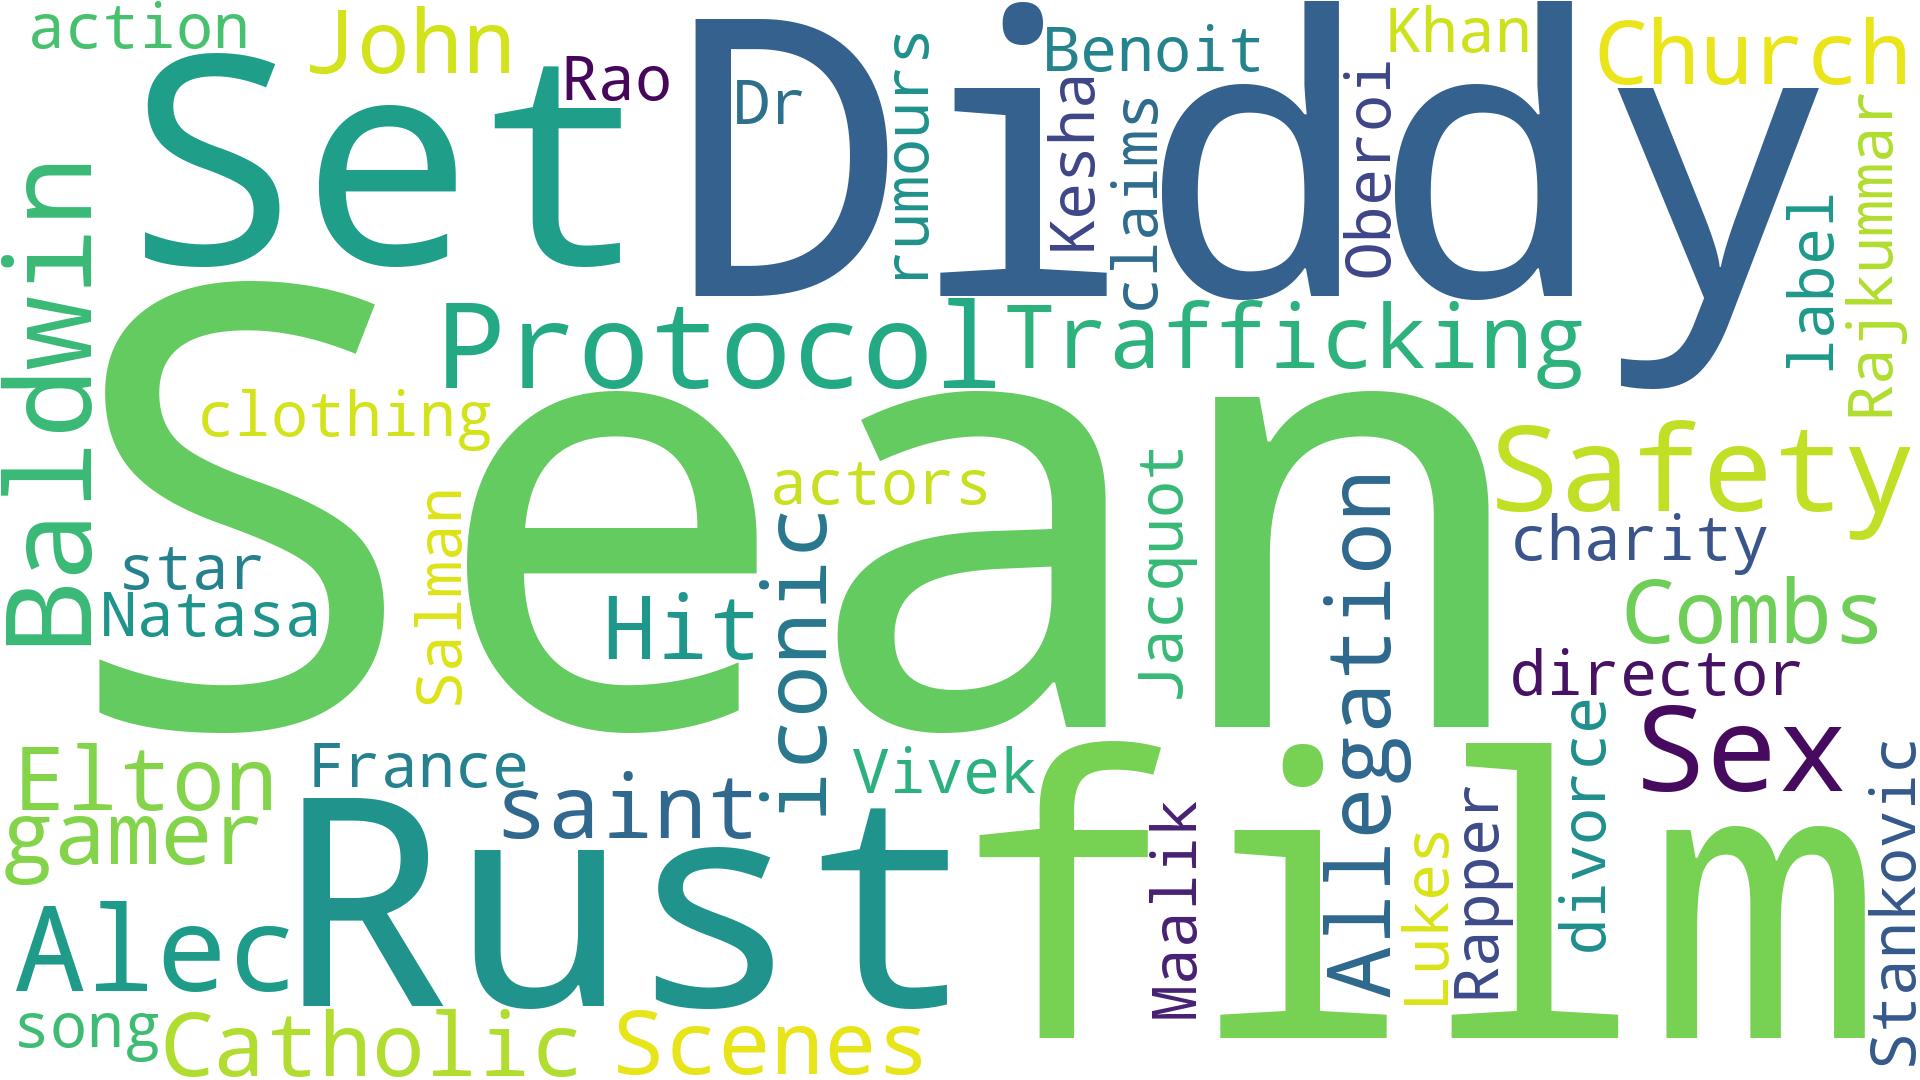 action
John
Rao
Set
Diddy
Dr
rumours
Benoit
Kesha
claims
Khan
Oberoi
Church
Rajkummar
label
Baldwin
Protocol
Trafficking
clothing
Sean
actors
Salman
iconic
Jacquot
Allegation
Safety
charity
star
Natasa
Hit
Combs
director
Sex
Elton
France
saint
Vivek
gamer
Rust
film
Maalik
Lukes
Rapper
divorce
Stankovic
Alec
song
Catholic
Scenes